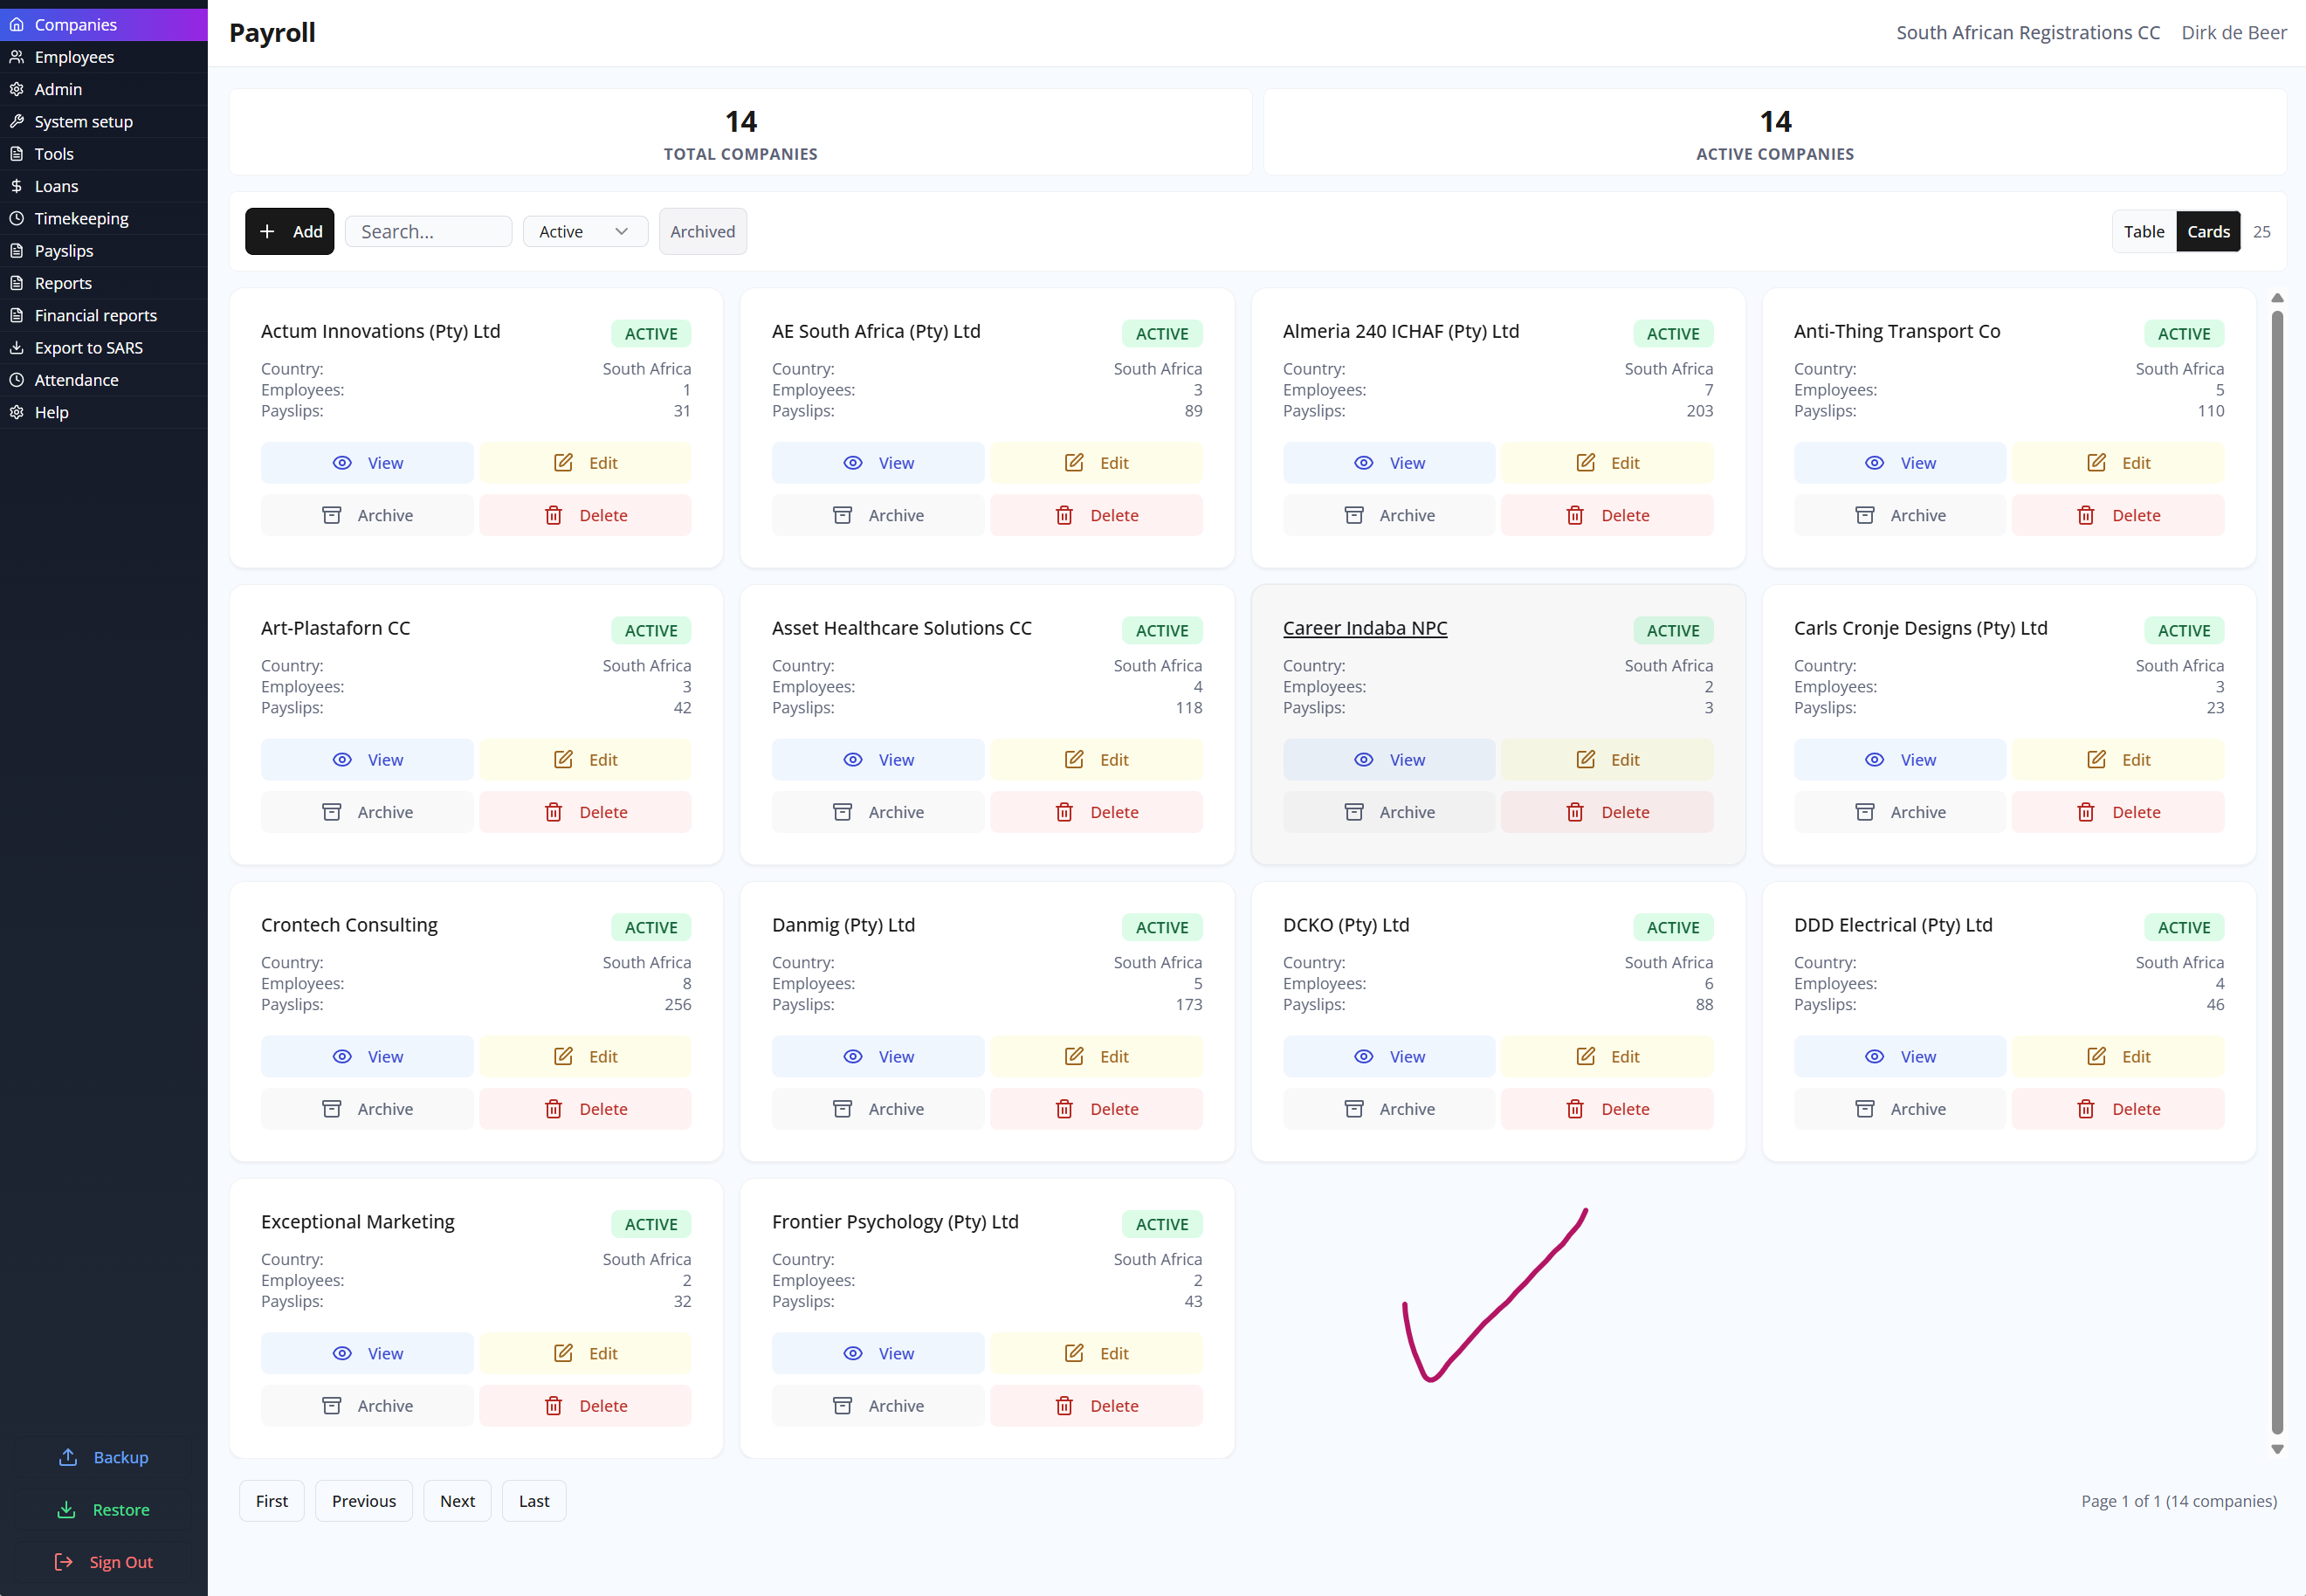 Companies
Employees
Admin
System setup
Tools
Loans
Timekeeping
Payslips
Reports
Financial reports
Export to SARS
Attendance
Help
Backup
Restore
Sign Out
Payroll
South African Registrations CC Dirk de Beer
14
TOTAL COMPANIES
14
ACTIVE COMPANIES
Add Search... Active Archived Table Cards 25
Actum Innovations (Pty) Ltd ACTIVE
Country: South Africa
Employees: 1
Payslips: 31
View Edit
Archive Delete
AE South Africa (Pty) Ltd ACTIVE
Country: South Africa
Employees: 3
Payslips: 89
View Edit
Archive Delete
Almeria 240 ICHAF (Pty) Ltd ACTIVE
Country: South Africa
Employees: 7
Payslips: 203
View Edit
Archive Delete
Anti-Thing Transport Co ACTIVE
Country: South Africa
Employees: 5
Payslips: 110
View Edit
Archive Delete
Art-Plastaforn CC ACTIVE
Country: South Africa
Employees: 3
Payslips: 42
View Edit
Archive Delete
Asset Healthcare Solutions CC ACTIVE
Country: South Africa
Employees: 4
Payslips: 118
View Edit
Archive Delete
Career Indaba NPC ACTIVE
Country: South Africa
Employees: 2
Payslips: 3
View Edit
Archive Delete
Carls Cronje Designs (Pty) Ltd ACTIVE
Country: South Africa
Employees: 3
Payslips: 23
View Edit
Archive Delete
Crontech Consulting ACTIVE
Country: South Africa
Employees: 8
Payslips: 256
View Edit
Archive Delete
Danmig (Pty) Ltd ACTIVE
Country: South Africa
Employees: 5
Payslips: 173
View Edit
Archive Delete
DCKO (Pty) Ltd ACTIVE
Country: South Africa
Employees: 6
Payslips: 88
View Edit
Archive Delete
DDD Electrical (Pty) Ltd ACTIVE
Country: South Africa
Employees: 4
Payslips: 46
View Edit
Archive Delete
Exceptional Marketing ACTIVE
Country: South Africa
Employees: 2
Payslips: 32
View Edit
Archive Delete
Frontier Psychology (Pty) Ltd ACTIVE
Country: South Africa
Employees: 2
Payslips: 43
View Edit
Archive Delete
First Previous Next Last Page 1 of 1 (14 companies)